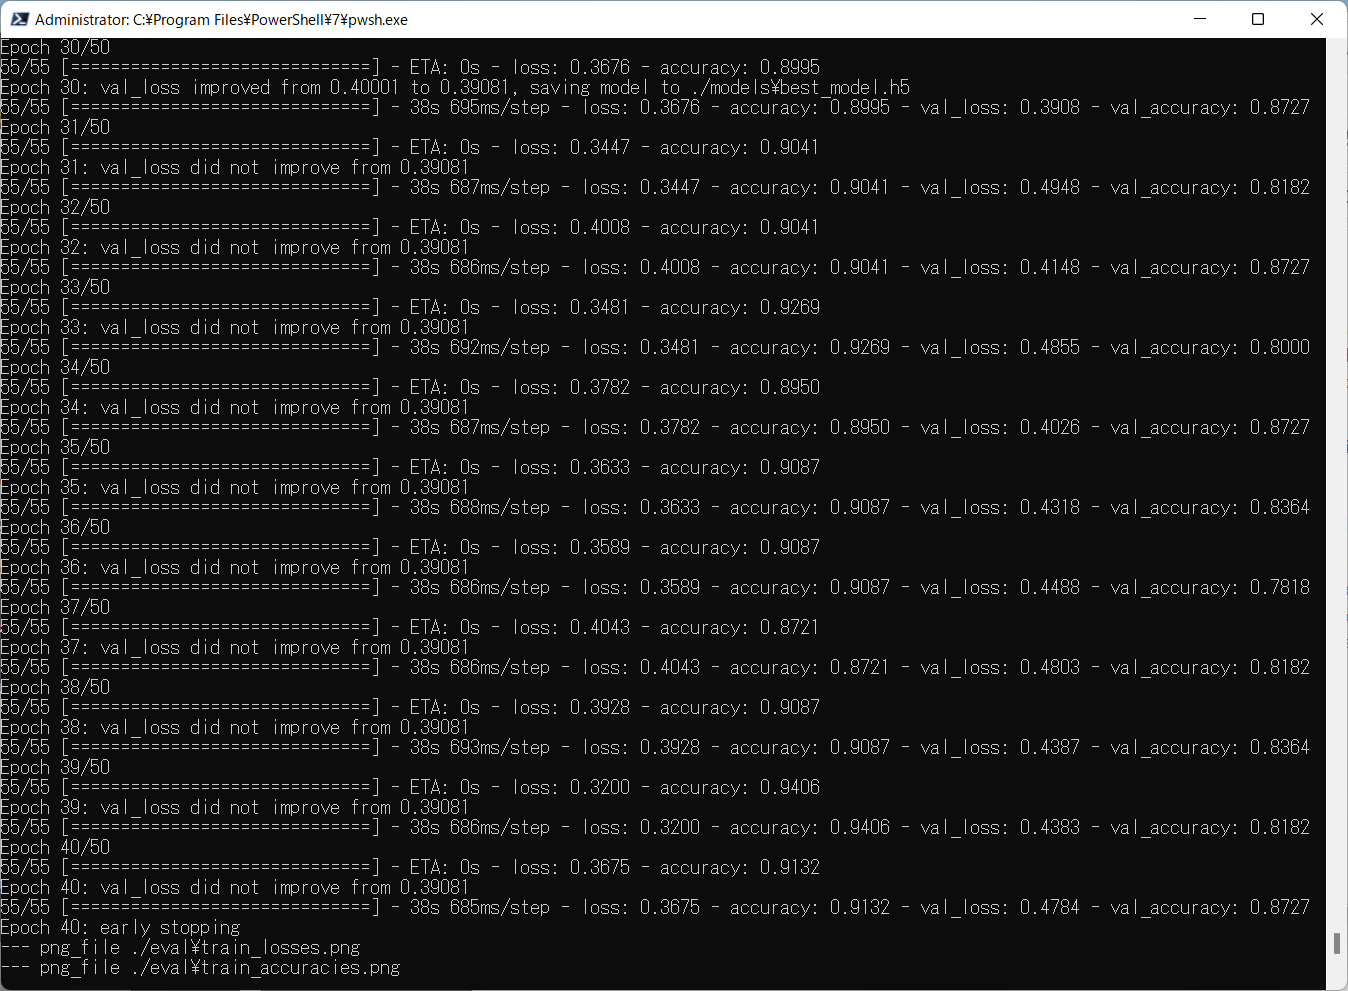 Administrator: C:¥Program Files¥PowerShell¥7¥pwsh.exe
Epoch 30/50
55/55 [==============================] - ETA: 0s - loss: 0.3676 - accuracy: 0.8995
Epoch 30: val_loss improved from 0.40001 to 0.39081, saving model to ./models¥best_model.h5
55/55 [==============================] - 38s 695ms/step - loss: 0.3676 - accuracy: 0.8995 - val_loss: 0.3908 - val_accuracy: 0.8727
Epoch 31/50
55/55 [==============================] - ETA: 0s - loss: 0.3447 - accuracy: 0.9041
Epoch 31: val_loss did not improve from 0.39081
55/55 [==============================] - 38s 687ms/step - loss: 0.3447 - accuracy: 0.9041 - val_loss: 0.4948 - val_accuracy: 0.8182
Epoch 32/50
55/55 [==============================] - ETA: 0s - loss: 0.4008 - accuracy: 0.9041
Epoch 32: val_loss did not improve from 0.39081
55/55 [==============================] - 38s 686ms/step - loss: 0.4008 - accuracy: 0.9041 - val_loss: 0.4148 - val_accuracy: 0.8727
Epoch 33/50
55/55 [==============================] - ETA: 0s - loss: 0.3481 - accuracy: 0.9269
Epoch 33: val_loss did not improve from 0.39081
55/55 [==============================] - 38s 692ms/step - loss: 0.3481 - accuracy: 0.9269 - val_loss: 0.4855 - val_accuracy: 0.8000
Epoch 34/50
55/55 [==============================] - ETA: 0s - loss: 0.3782 - accuracy: 0.8950
Epoch 34: val_loss did not improve from 0.39081
55/55 [==============================] - 38s 687ms/step - loss: 0.3782 - accuracy: 0.8950 - val_loss: 0.4026 - val_accuracy: 0.8727
Epoch 35/50
55/55 [==============================] - ETA: 0s - loss: 0.3633 - accuracy: 0.9087
Epoch 35: val_loss did not improve from 0.39081
55/55 [==============================] - 38s 688ms/step - loss: 0.3633 - accuracy: 0.9087 - val_loss: 0.4318 - val_accuracy: 0.8364
Epoch 36/50
55/55 [==============================] - ETA: 0s - loss: 0.3589 - accuracy: 0.9087
Epoch 36: val_loss did not improve from 0.39081
55/55 [==============================] - 38s 686ms/step - loss: 0.3589 - accuracy: 0.9087 - val_loss: 0.4488 - val_accuracy: 0.7818
Epoch 37/50
55/55 [==============================] - ETA: 0s - loss: 0.4043 - accuracy: 0.8721
Epoch 37: val_loss did not improve from 0.39081
55/55 [==============================] - 38s 686ms/step - loss: 0.4043 - accuracy: 0.8721 - val_loss: 0.4803 - val_accuracy: 0.8182
Epoch 38/50
55/55 [==============================] - ETA: 0s - loss: 0.3928 - accuracy: 0.9087
Epoch 38: val_loss did not improve from 0.39081
55/55 [==============================] - 38s 693ms/step - loss: 0.3928 - accuracy: 0.9087 - val_loss: 0.4387 - val_accuracy: 0.8364
Epoch 39/50
55/55 [==============================] - ETA: 0s - loss: 0.3200 - accuracy: 0.9406
Epoch 39: val_loss did not improve from 0.39081
55/55 [==============================] - 38s 686ms/step - loss: 0.3200 - accuracy: 0.9406 - val_loss: 0.4383 - val_accuracy: 0.8182
Epoch 40/50
55/55 [==============================] - ETA: 0s - loss: 0.3675 - accuracy: 0.9132
Epoch 40: val_loss did not improve from 0.39081
55/55 [==============================] - 38s 685ms/step - loss: 0.3675 - accuracy: 0.9132 - val_loss: 0.4784 - val_accuracy: 0.8727
Epoch 40: early stopping
--- png_file ./eval¥train_losses.png
--- png_file ./eval¥train_accuracies.png